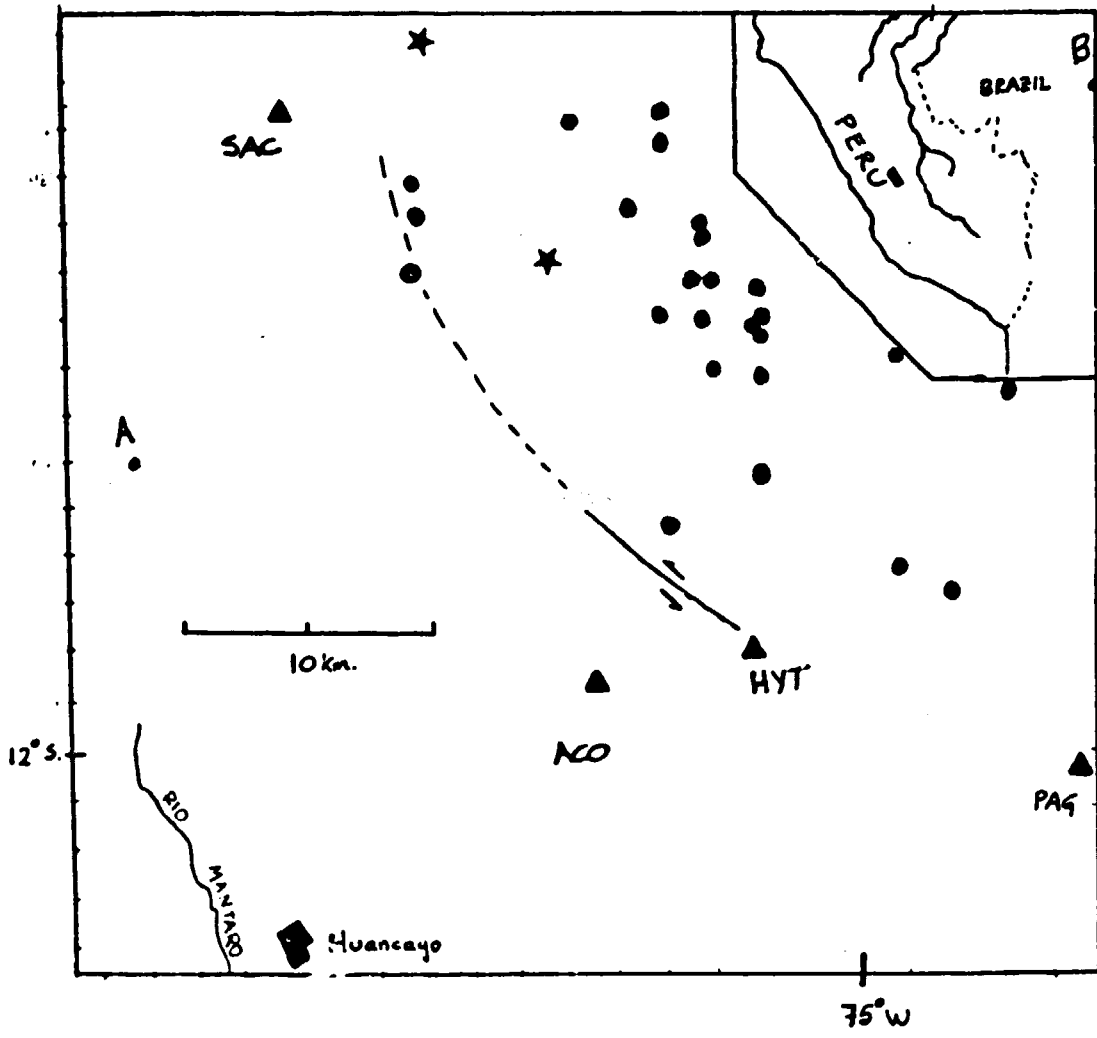 B
BRAZIL
PERU
SAC
A
10 km.
HYT
ACO
12° S.
PAG
RIO
MANTARO
Huancayo
75° W